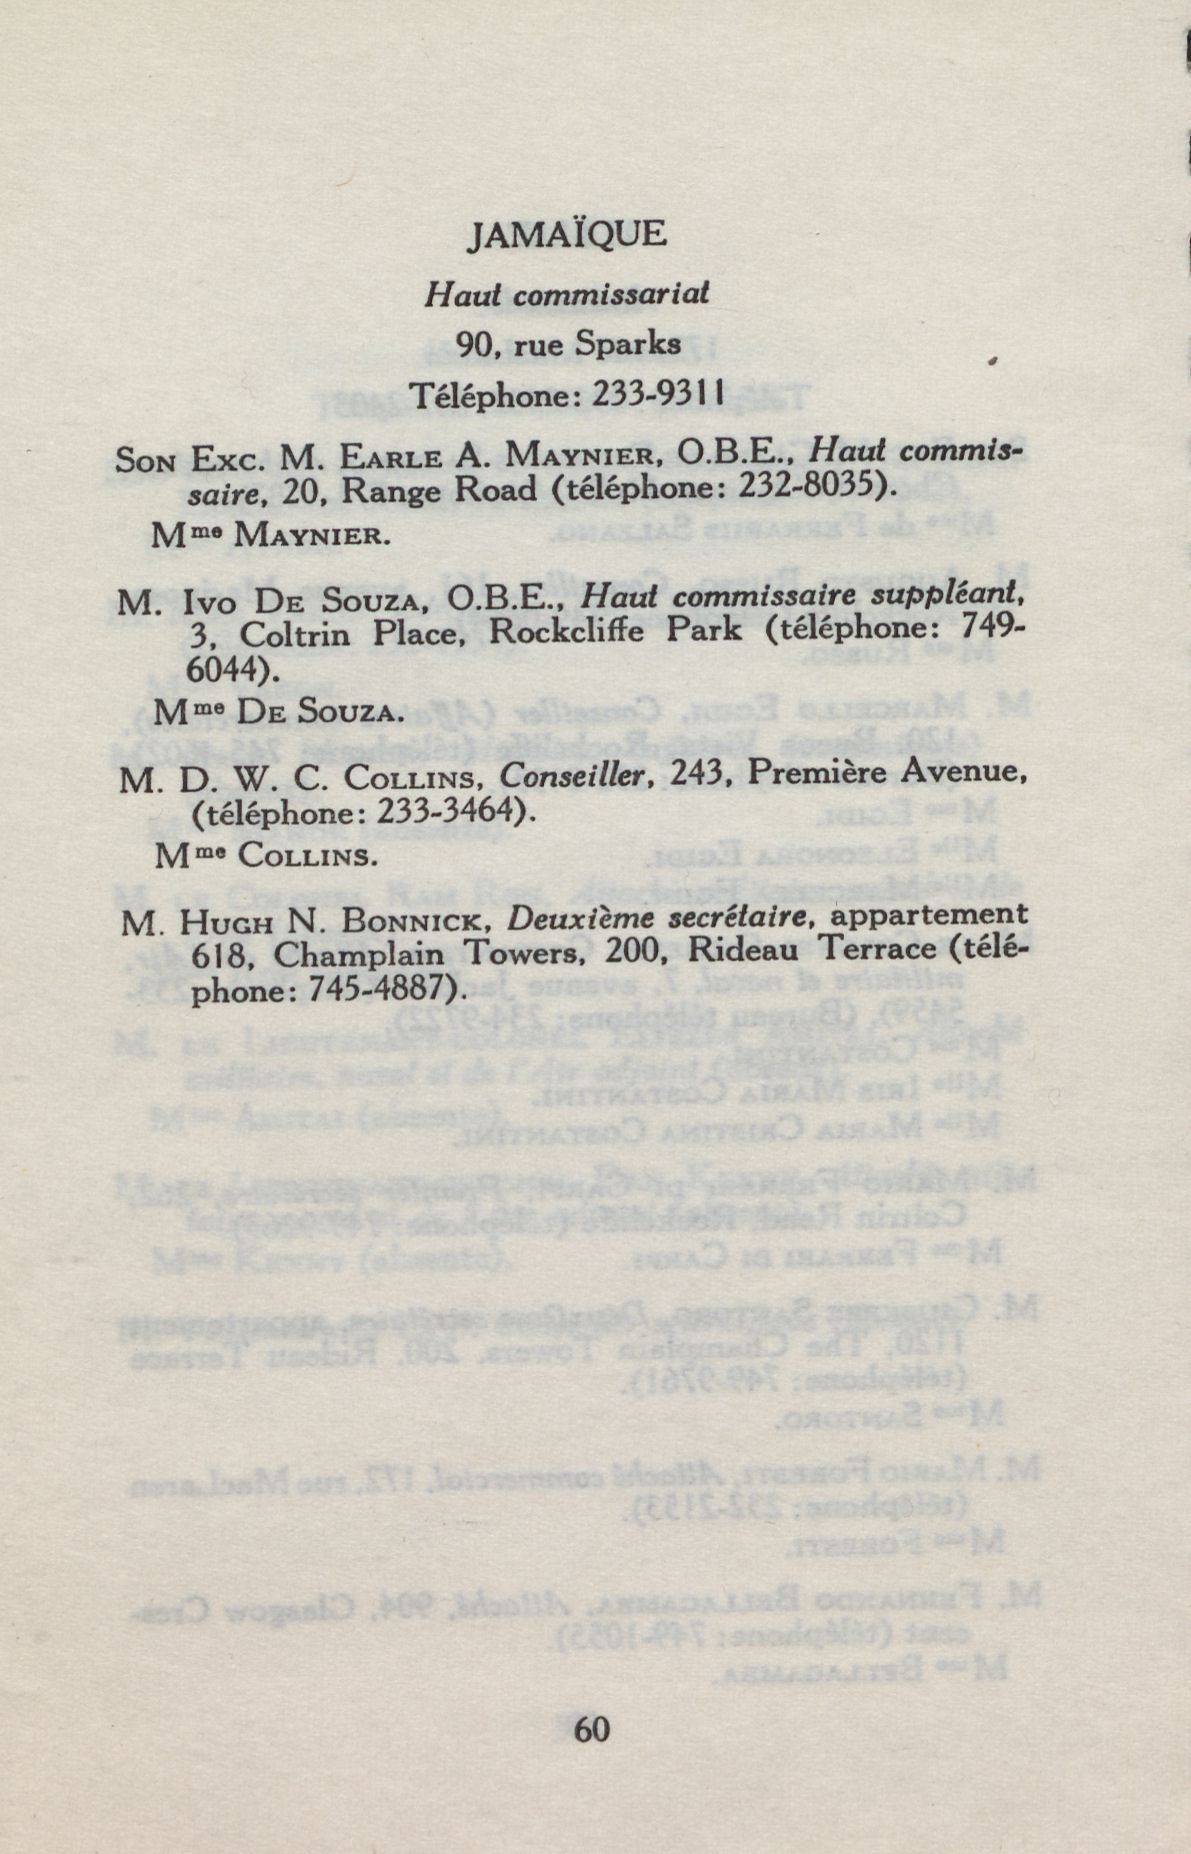 JAMAÏQUE
Haut commissariat
90, rue Sparks
Téléphone: 233-9311
SON EXC. M. EARLE A. MAYNIER, O.B.E., Haut commis-
saire, 20, Range Road (téléphone: 232-8035).
Mme MAYNIER.
M. IVO DE SOUZA, O.B.E., Haut commissaire suppléant,
3, Coltrin Place, Rockcliffe Park (téléphone: 749-
6044).
Mme DE SOUZA.
M. D. W. C. COLLINS, Conseiller, 243, Première Avenue,
(téléphone: 233-3464).
Mme COLLINS.
M. HUGH N. BONNICK, Deuxième secrétaire, appartement
618, Champlain Towers, 200, Rideau Terrace (télé-
phone: 745-4887).
60